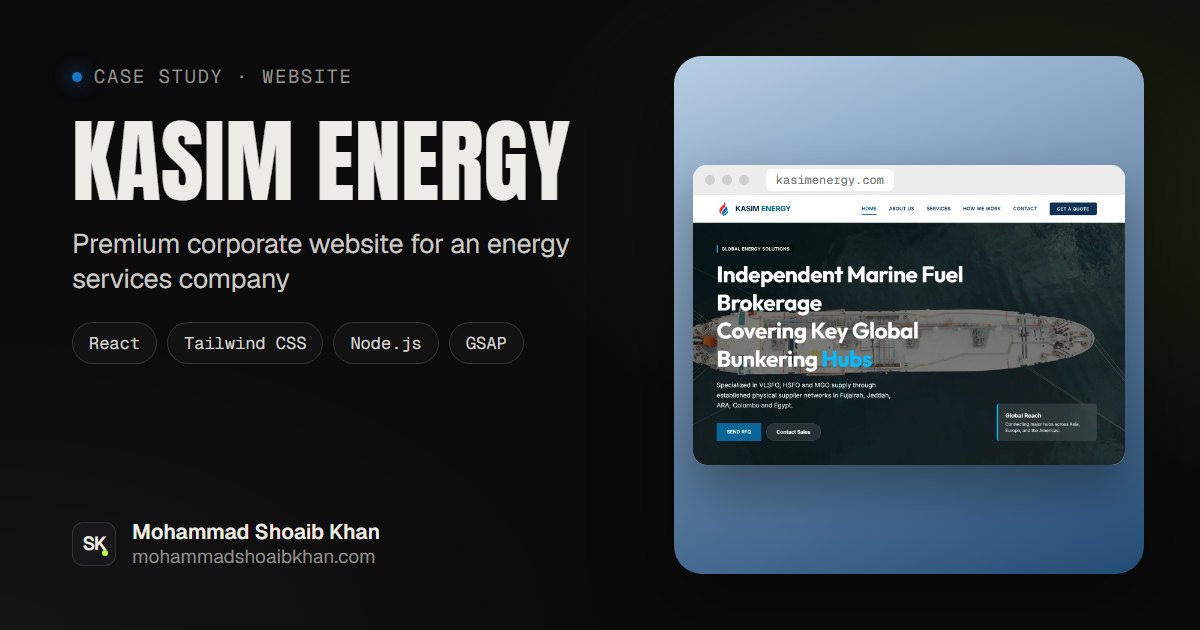 CASE STUDY · WEBSITE
KASIM ENERGY
Premium corporate website for an energy
services company
React Tailwind CSS Node.js GSAP
SK
Mohammad Shoaib Khan
mohammadshoaibkhan.com
kasimenergy.com
KASIM ENERGY HOME ABOUT US SERVICES HOW WE WORK CONTACT GET A QUOTE
GLOBAL ENERGY SOLUTIONS
Independent Marine Fuel
Brokerage
Covering Key Global
Bunkering Hubs
Specialized in VLSFO, HSFO and MGO supply through
established physical supplier networks in Fujairah, Jeddah,
ARA, Colombo and Egypt.
SEND RFQ Contact Sales
Global Reach
Connecting major hubs across Asia,
Europe, and the Americas.